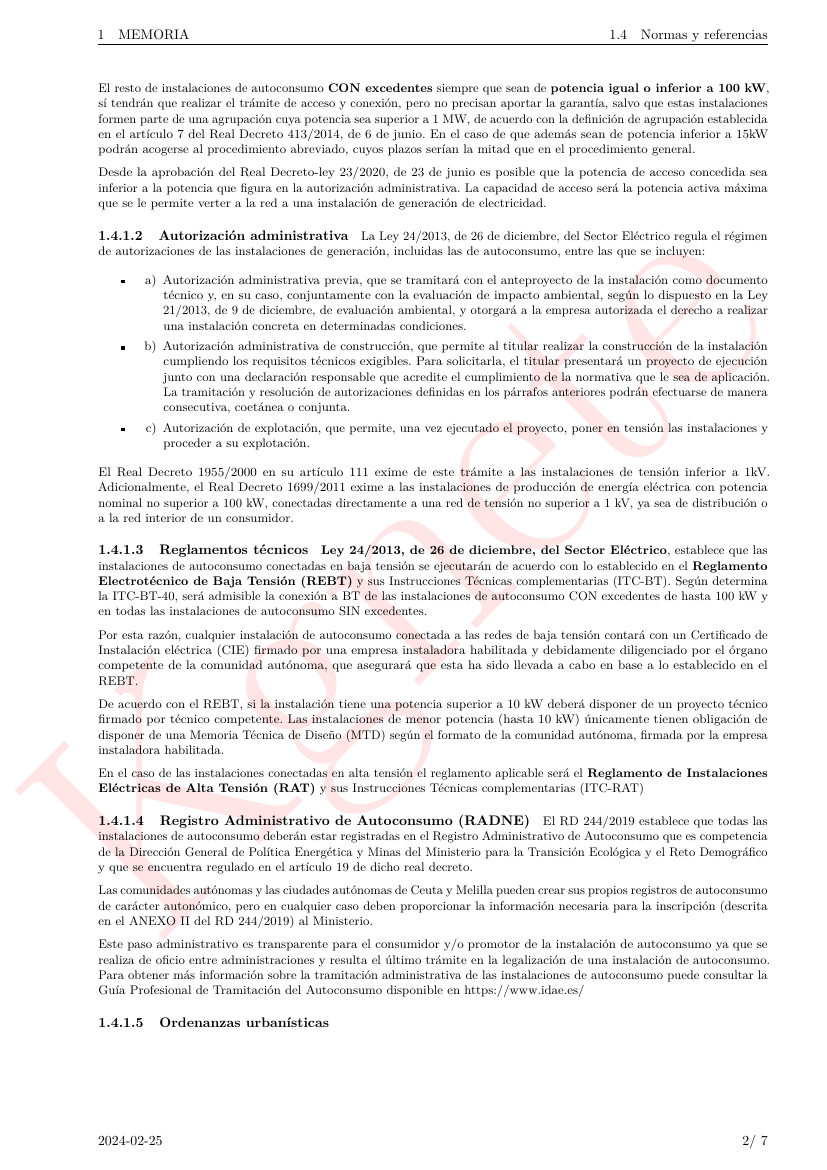 1 MEMORIA
1.4 Normas y referencias
El resto de instalaciones de autoconsumo CON excedentes siempre que sean de potencia igual o inferior a 100 kW,
sí tendrán que realizar el trámite de acceso y conexión, pero no precisan aportar la garantía, salvo que estas instalaciones
formen parte de una agrupación cuya potencia sea superior a 1 MW, de acuerdo con la definición de agrupación establecida
en el artículo 7 del Real Decreto 413/2014, de 6 de junio. En el caso de que además sean de potencia inferior a 15kW
podrán acogerse al procedimiento abreviado, cuyos plazos serían la mitad que en el procedimiento general.
Desde la aprobación del Real Decreto-ley 23/2020, de 23 de junio es posible que la potencia de acceso concedida sea
inferior a la potencia que figura en la autorización administrativa. La capacidad de acceso será la potencia activa máxima
que se le permite verter a la red a una instalación de generación de electricidad.
1.4.1.2 Autorización administrativa La Ley 24/2013, de 26 de diciembre, del Sector Eléctrico regula el régimen
de autorizaciones de las instalaciones de generación, incluidas las de autoconsumo, entre las que se incluyen:
▪ a) Autorización administrativa previa, que se tramitará con el anteproyecto de la instalación como documento
técnico y, en su caso, conjuntamente con la evaluación de impacto ambiental, según lo dispuesto en la Ley
21/2013, de 9 de diciembre, de evaluación ambiental, y otorgará a la empresa autorizada el derecho a realizar
una instalación concreta en determinadas condiciones.
▪ b) Autorización administrativa de construcción, que permite al titular realizar la construcción de la instalación
cumpliendo los requisitos técnicos exigibles. Para solicitarla, el titular presentará un proyecto de ejecución
junto con una declaración responsable que acredite el cumplimiento de la normativa que le sea de aplicación.
La tramitación y resolución de autorizaciones definidas en los párrafos anteriores podrán efectuarse de manera
consecutiva, coetánea o conjunta.
▪ c) Autorización de explotación, que permite, una vez ejecutado el proyecto, poner en tensión las instalaciones y
proceder a su explotación.
El Real Decreto 1955/2000 en su artículo 111 exime de este trámite a las instalaciones de tensión inferior a 1kV.
Adicionalmente, el Real Decreto 1699/2011 exime a las instalaciones de producción de energía eléctrica con potencia
nominal no superior a 100 kW, conectadas directamente a una red de tensión no superior a 1 kV, ya sea de distribución o
a la red interior de un consumidor.
1.4.1.3 Reglamentos técnicos Ley 24/2013, de 26 de diciembre, del Sector Eléctrico, establece que las
instalaciones de autoconsumo conectadas en baja tensión se ejecutarán de acuerdo con lo establecido en el Reglamento
Electrotécnico de Baja Tensión (REBT) y sus Instrucciones Técnicas complementarias (ITC-BT). Según determina
la ITC-BT-40, será admisible la conexión a BT de las instalaciones de autoconsumo CON excedentes de hasta 100 kW y
en todas las instalaciones de autoconsumo SIN excedentes.
Por esta razón, cualquier instalación de autoconsumo conectada a las redes de baja tensión contará con un Certificado de
Instalación eléctrica (CIE) firmado por una empresa instaladora habilitada y debidamente diligenciado por el órgano
competente de la comunidad autónoma, que asegurará que esta ha sido llevada a cabo en base a lo establecido en el
REBT.
De acuerdo con el REBT, si la instalación tiene una potencia superior a 10 kW deberá disponer de un proyecto técnico
firmado por técnico competente. Las instalaciones de menor potencia (hasta 10 kW) únicamente tienen obligación de
disponer de una Memoria Técnica de Diseño (MTD) según el formato de la comunidad autónoma, firmada por la empresa
instaladora habilitada.
En el caso de las instalaciones conectadas en alta tensión el reglamento aplicable será el Reglamento de Instalaciones
Eléctricas de Alta Tensión (RAT) y sus Instrucciones Técnicas complementarias (ITC-RAT)
1.4.1.4 Registro Administrativo de Autoconsumo (RADNE) El RD 244/2019 establece que todas las
instalaciones de autoconsumo deberán estar registradas en el Registro Administrativo de Autoconsumo que es competencia
de la Dirección General de Política Energética y Minas del Ministerio para la Transición Ecológica y el Reto Demográfico
y que se encuentra regulado en el artículo 19 de dicho real decreto.
Las comunidades autónomas y las ciudades autónomas de Ceuta y Melilla pueden crear sus propios registros de autoconsumo
de carácter autonómico, pero en cualquier caso deben proporcionar la información necesaria para la inscripción (descrita
en el ANEXO II del RD 244/2019) al Ministerio.
Este paso administrativo es transparente para el consumidor y/o promotor de la instalación de autoconsumo ya que se
realiza de oficio entre administraciones y resulta el último trámite en la legalización de una instalación de autoconsumo.
Para obtener más información sobre la tramitación administrativa de las instalaciones de autoconsumo puede consultar la
Guía Profesional de Tramitación del Autoconsumo disponible en https://www.idae.es/
1.4.1.5 Ordenanzas urbanísticas
2024-02-25
2/ 7
Kgnete